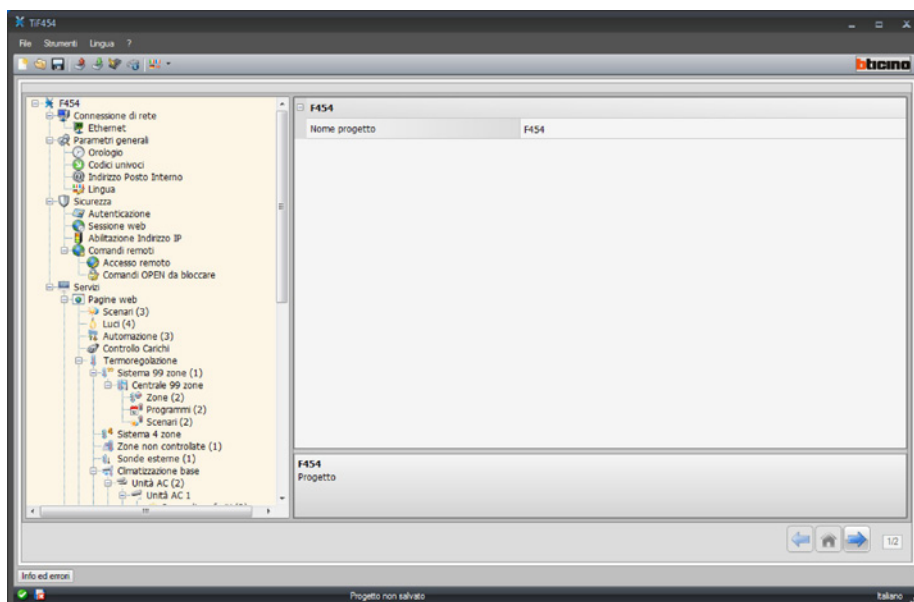 TiF454
File Strumenti Lingua ?
bticino
F454
Connessione di rete
Ethernet
Parametri generali
Orologio
Codici univoci
Indirizzo Posto Interno
Lingua
Sicurezza
Autenticazione
Sessione web
Abilitazione Indirizzo IP
Comandi remoti
Accesso remoto
Comandi OPEN da bloccare
Servizi
Pagine web
Scenari (3)
Luci (4)
Automazione (3)
Controllo Carichi
Termoregolazione
Sistema 99 zone (1)
Centrale 99 zone
Zone (2)
Programmi (2)
Scenari (2)
Sistema 4 zone
Zone non controllate (1)
Sonde esterne (1)
Climatizzazione base
Unità AC (2)
Unità AC 1
F454
Nome progetto F454
F454
Progetto
1/2
Info ed errori
Progetto non salvato Italiano